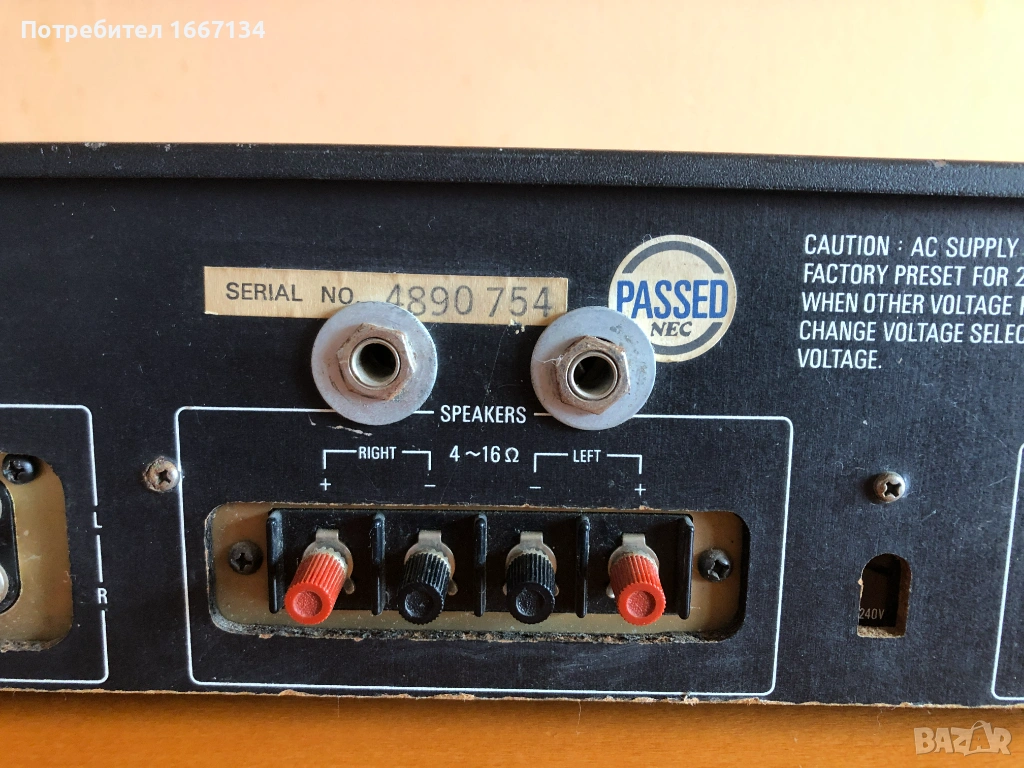 Потребител 1667134
SERIAL NO. 4890 754
PASSED
NEC
CAUTION : AC SUPPLY
FACTORY PRESET FOR 2
WHEN OTHER VOLTAGE
CHANGE VOLTAGE SELEC
VOLTAGE.
SPEAKERS
RIGHT 4~16Ω LEFT
+ − − +
L
R
240V
BAZAR